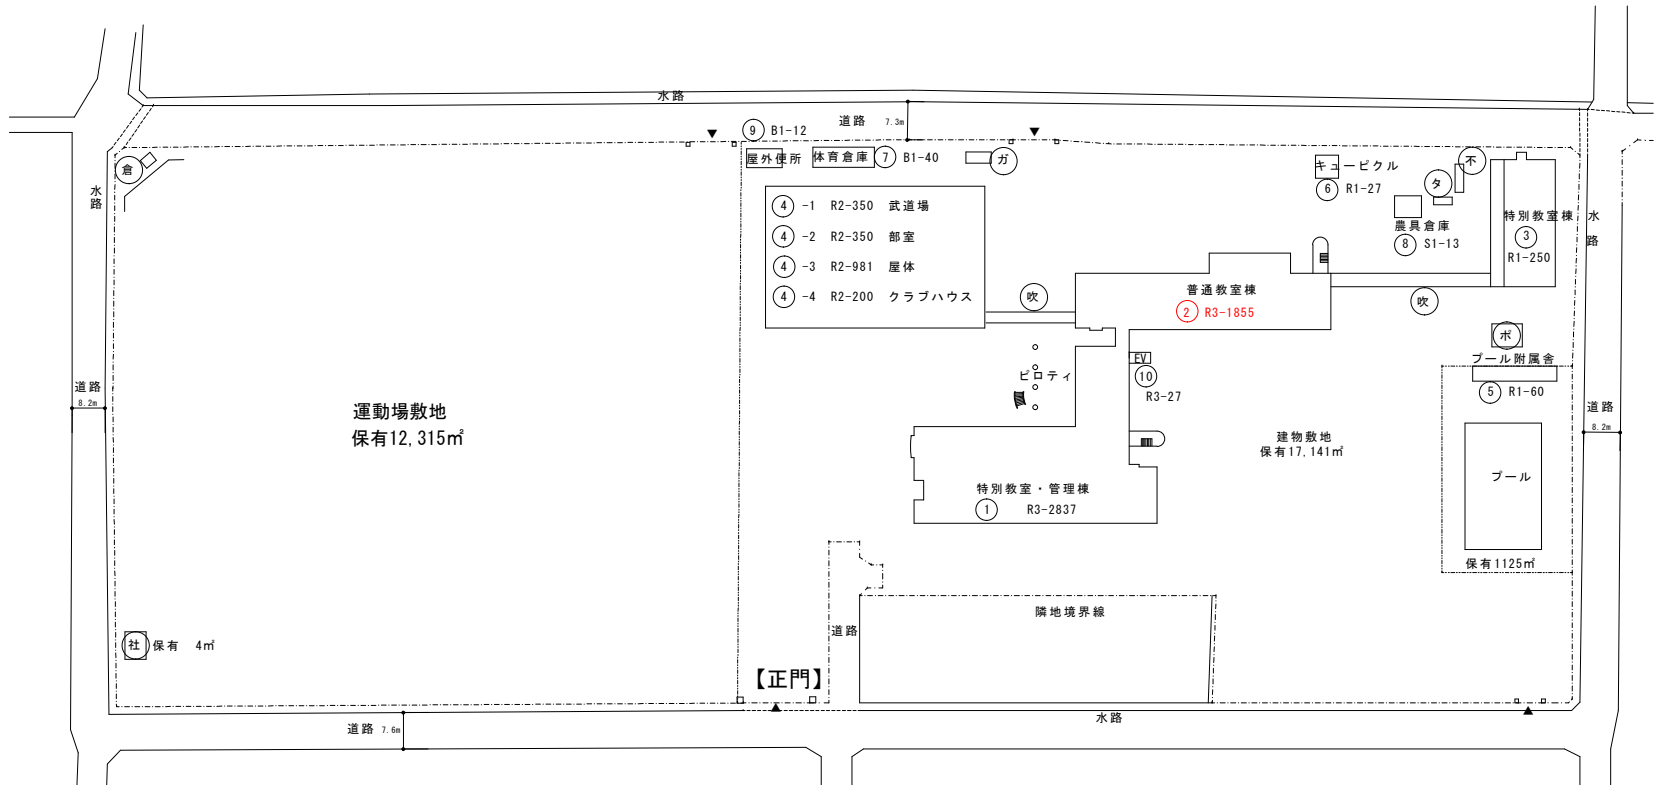 水路
道路 7.3m
⑨ B1-12
屋外便所 体育倉庫 ⑦ B1-40
ガ
倉
水路
キュービクル
⑥ R1-27
不
タ
農具倉庫
⑧ S1-13
特別教室棟
③
R1-250
水路
④ -1 R2-350 武道場
④ -2 R2-350 部室
④ -3 R2-981 屋体
④ -4 R2-200 クラブハウス
吹
普通教室棟
② R3-1855
吹
ポ
プール附属舎
⑤ R1-60
ピロティ
EV
⑩
R3-27
道路
8.2m
運動場敷地
保有12,315㎡
道路
8.2m
建物敷地
保有17,141㎡
プール
保有1125㎡
特別教室・管理棟
① R3-2837
隣地境界線
道路
社 保有 4㎡
【正門】
水路
道路 7.6m